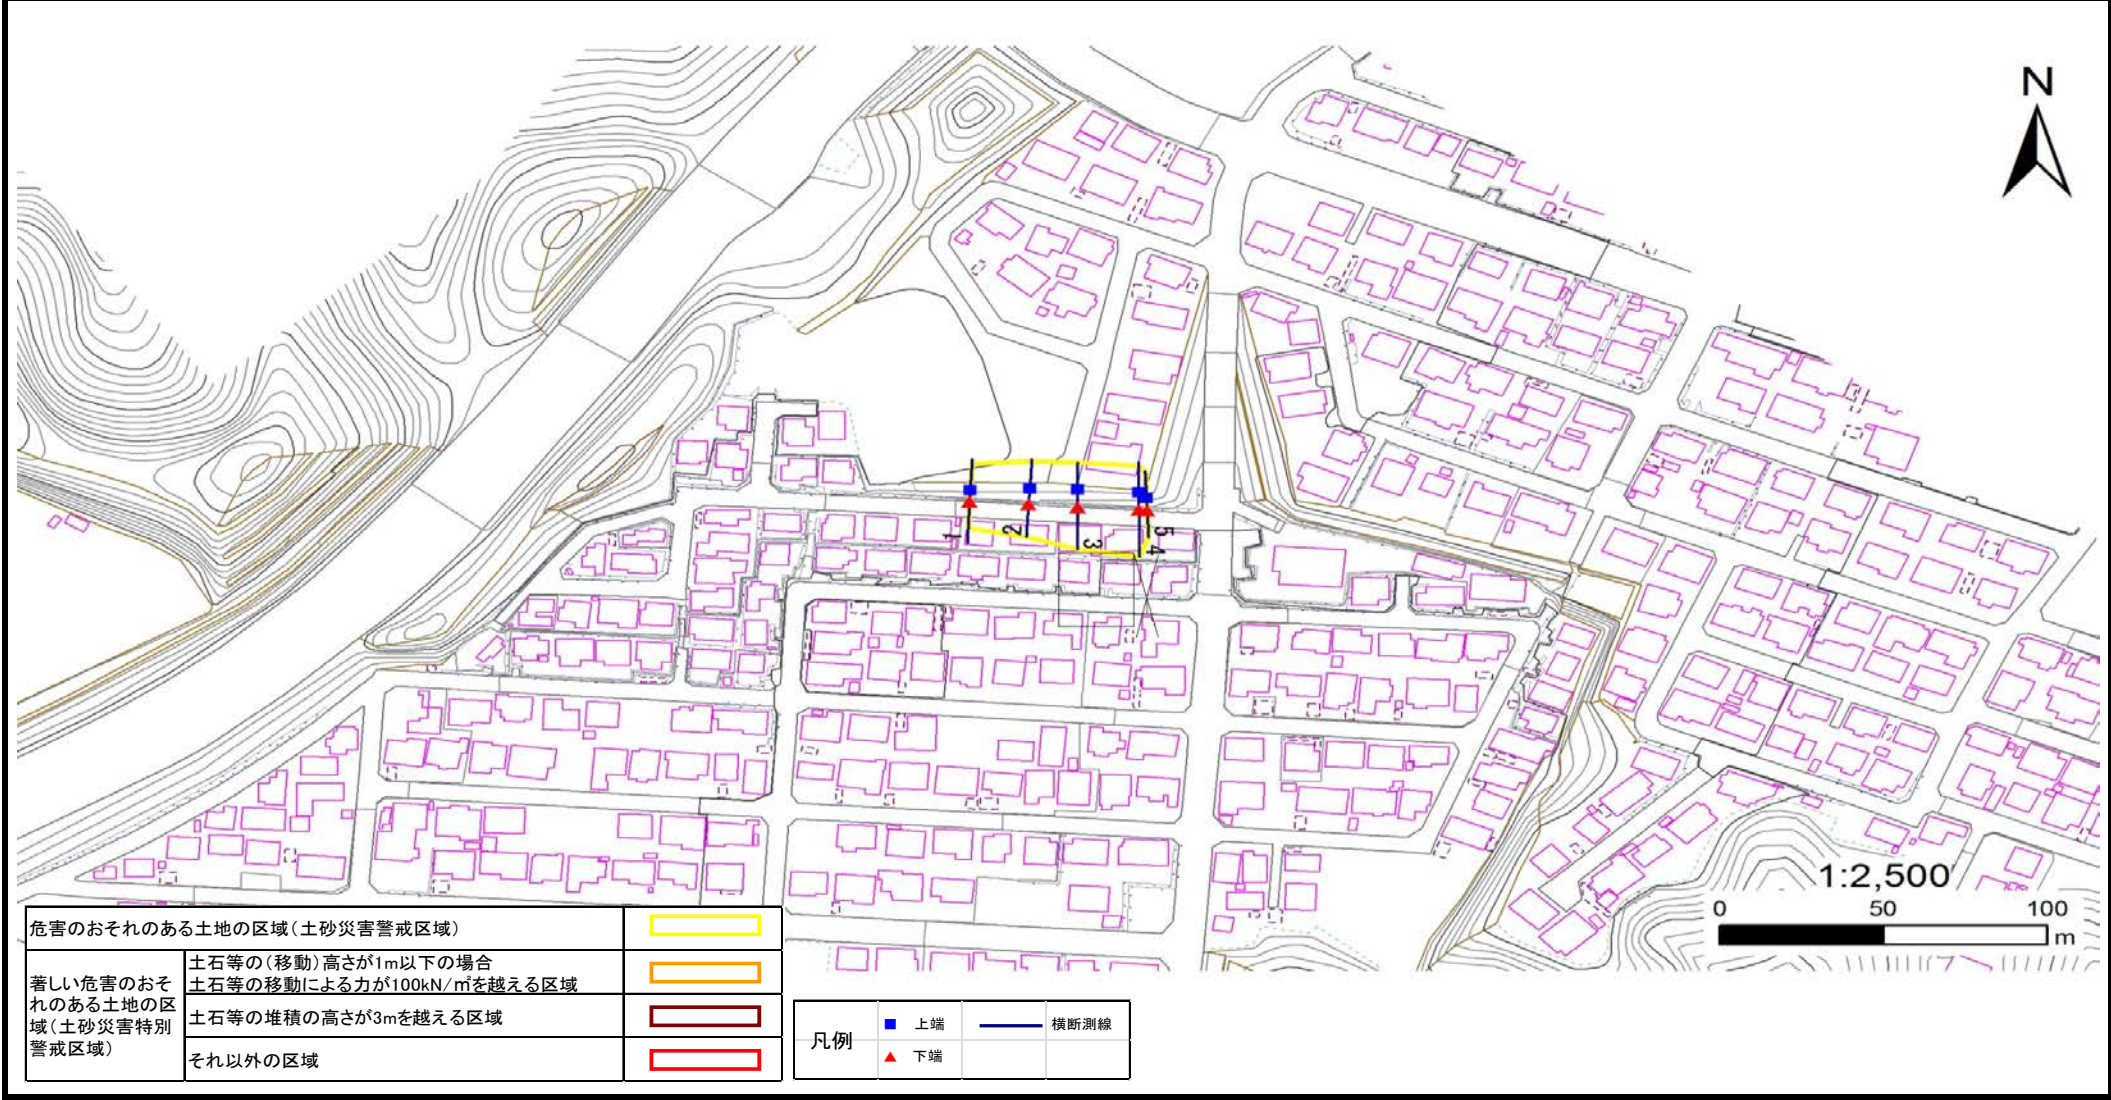 N
1
2
3
5
4
1:2,500
0 50 100
m
危害のおそれのある土地の区域(土砂災害警戒区域)
著しい危害のおそ
れのある土地の区
域(土砂災害特別
警戒区域)
土石等の(移動)高さが1m以下の場合
土石等の移動による力が100kN/㎡を越える区域
土石等の堆積の高さが3mを越える区域
それ以外の区域
凡例
上端
横断測線
下端